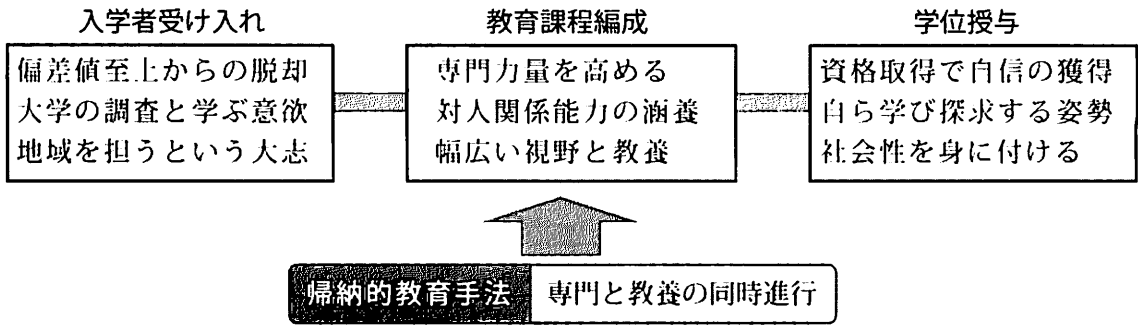 入学者受け入れ
偏差値至上からの脱却
大学の調査と学ぶ意欲
地域を担うという大志
教育課程編成
専門力量を高める
対人関係能力の涵養
幅広い視野と教養
学位授与
資格取得で自信の獲得
自ら学び探求する姿勢
社会性を身に付ける
帰納的教育手法
専門と教養の同時進行